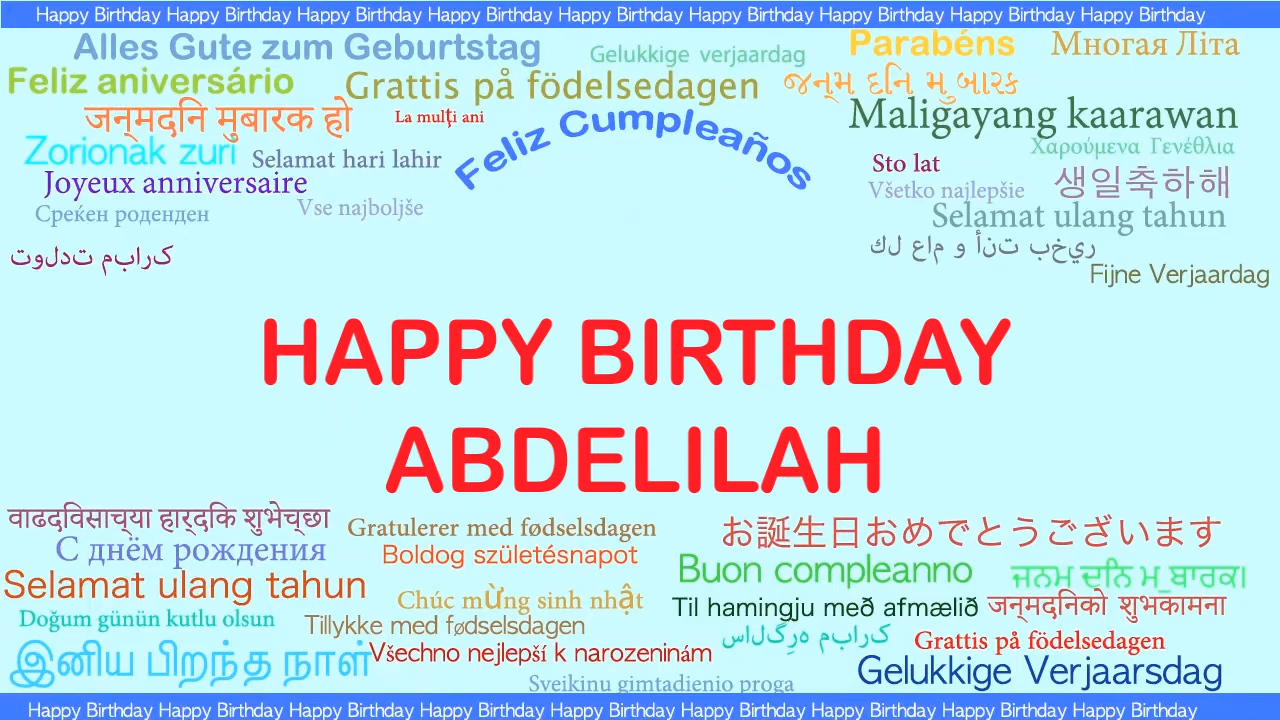 Happy Birthday Happy Birthday Happy Birthday Happy Birthday Happy Birthday Happy Birthday Happy Birthday Happy Birthday Happy Birthday
Alles Gute zum Geburtstag
Gelukkige verjaardag
Parabéns
Многая Літа
Feliz aniversário
Grattis på födelsedagen
જન્મ દિન મુબારક
जन्मदिन मुबारक हो
La mulţi ani
Feliz Cumpleaños
Maligayang kaarawan
Zorionak zuri
Selamat hari lahir
Χαρούμενα Γενέθλια
Sto lat
Joyeux anniversaire
Všetko najlepšie
생일축하해
Среќен роденден
Vse najboljše
Selamat ulang tahun
تولدت مبارک
كل عام و أنت بخير
Fijne Verjaardag
HAPPY BIRTHDAY
ABDELILAH
वाढदिवसाच्या हार्दिक शुभेच्छा
Gratulerer med fødselsdagen
お誕生日おめでとうございます
С днём рождения
Boldog születésnapot
Buon compleanno
ਜਨਮ ਦਿਨ ਮੁਬਾਰਕ।
Selamat ulang tahun
Chúc mừng sinh nhật
Til hamingju með afmælið
जन्मदिनको शुभकामना
Doğum günün kutlu olsun
Tillykke med fødselsdagen
سالگرہ مبارک
Grattis på födelsedagen
இனிய பிறந்த நாள்
Všechno nejlepší k narozeninám
Gelukkige Verjaarsdag
Sveikinu gimtadienio proga
Happy Birthday Happy Birthday Happy Birthday Happy Birthday Happy Birthday Happy Birthday Happy Birthday Happy Birthday Happy Birthday